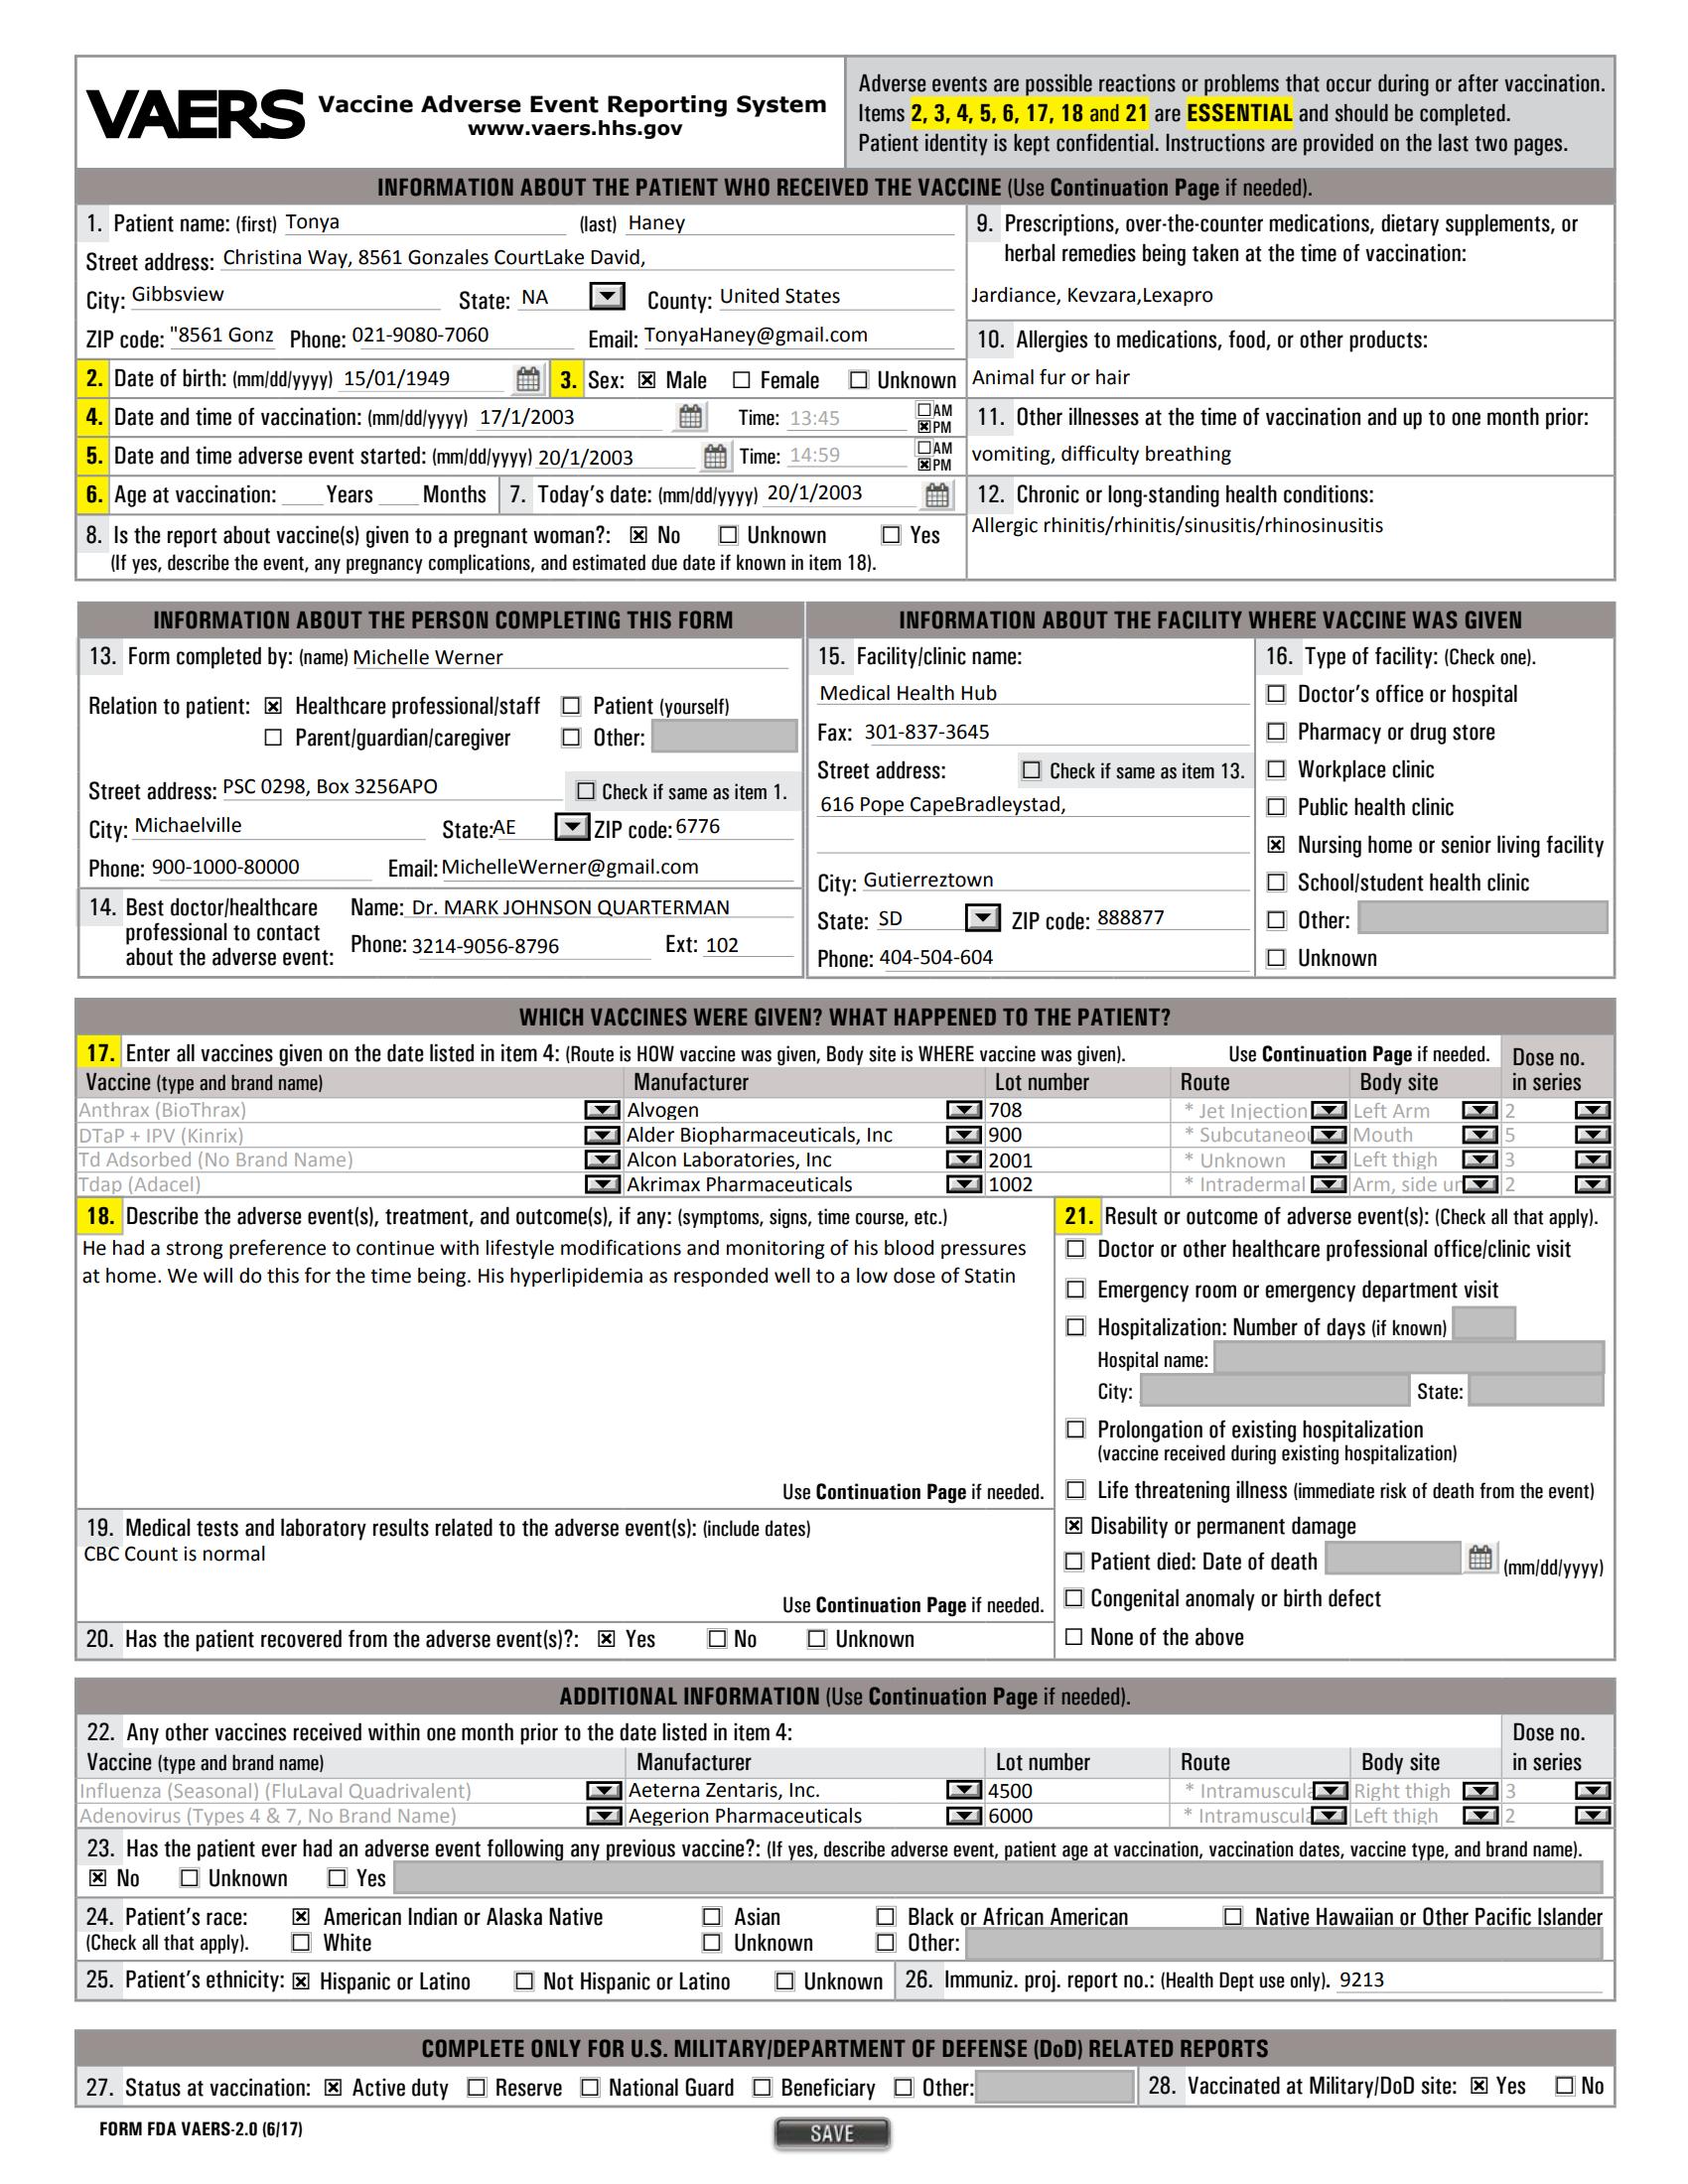 VAERS Vaccine Adverse Event Reporting System
www.vaers.hhs.gov
Adverse events are possible reactions or problems that occur during or after vaccination.
Items 2, 3, 4, 5, 6, 17, 18 and 21 are ESSENTIAL and should be completed.
Patient identity is kept confidential. Instructions are provided on the last two pages.
INFORMATION ABOUT THE PATIENT WHO RECEIVED THE VACCINE (Use Continuation Page if needed).
1. Patient name: (first) Tonya (last) Haney
Street address: Christina Way, 8561 Gonzales CourtLake David,
City: Gibbsview State: NA County: United States
ZIP code: "8561 Gonz Phone: 021-9080-7060 Email: TonyaHaney@gmail.com
2. Date of birth: (mm/dd/yyyy) 15/01/1949 3. Sex: Male Female Unknown
4. Date and time of vaccination: (mm/dd/yyyy) 17/1/2003 Time: 13:45 AM PM
5. Date and time adverse event started: (mm/dd/yyyy) 20/1/2003 Time: 14:59 AM PM
6. Age at vaccination: Years Months 7. Today's date: (mm/dd/yyyy) 20/1/2003
8. Is the report about vaccine(s) given to a pregnant woman?: No Unknown Yes
(If yes, describe the event, any pregnancy complications, and estimated due date if known in item 18).
9. Prescriptions, over-the-counter medications, dietary supplements, or
herbal remedies being taken at the time of vaccination:
Jardiance, Kevzara,Lexapro
10. Allergies to medications, food, or other products:
Animal fur or hair
11. Other illnesses at the time of vaccination and up to one month prior:
vomiting, difficulty breathing
12. Chronic or long-standing health conditions:
Allergic rhinitis/rhinitis/sinusitis/rhinosinusitis
INFORMATION ABOUT THE PERSON COMPLETING THIS FORM
13. Form completed by: (name) Michelle Werner
Relation to patient: Healthcare professional/staff Patient (yourself)
Parent/guardian/caregiver Other:
Street address: PSC 0298, Box 3256APO Check if same as item 1.
City: Michaelville State: AE ZIP code: 6776
Phone: 900-1000-80000 Email: MichelleWerner@gmail.com
14. Best doctor/healthcare
professional to contact
about the adverse event:
Name: Dr. MARK JOHNSON QUARTERMAN
Phone: 3214-9056-8796 Ext: 102
INFORMATION ABOUT THE FACILITY WHERE VACCINE WAS GIVEN
15. Facility/clinic name:
Medical Health Hub
Fax: 301-837-3645
Street address: Check if same as item 13.
616 Pope CapeBradleystad,
City: Gutierreztown
State: SD ZIP code: 888877
Phone: 404-504-604
16. Type of facility: (Check one).
Doctor's office or hospital
Pharmacy or drug store
Workplace clinic
Public health clinic
Nursing home or senior living facility
School/student health clinic
Other:
Unknown
WHICH VACCINES WERE GIVEN? WHAT HAPPENED TO THE PATIENT?
17. Enter all vaccines given on the date listed in item 4: (Route is HOW vaccine was given, Body site is WHERE vaccine was given). Use Continuation Page if needed.
Vaccine (type and brand name) Manufacturer Lot number Route Body site Dose no. in series
Anthrax (BioThrax) Alvogen 708 * Jet Injection Left Arm 2
DTaP + IPV (Kinrix) Alder Biopharmaceuticals, Inc 900 * Subcutaneou Mouth 5
Td Adsorbed (No Brand Name) Alcon Laboratories, Inc 2001 * Unknown Left thigh 3
Tdap (Adacel) Akrimax Pharmaceuticals 1002 * Intradermal Arm, side un 2
18. Describe the adverse event(s), treatment, and outcome(s), if any: (symptoms, signs, time course, etc.)
He had a strong preference to continue with lifestyle modifications and monitoring of his blood pressures
at home. We will do this for the time being. His hyperlipidemia as responded well to a low dose of Statin
Use Continuation Page if needed.
19. Medical tests and laboratory results related to the adverse event(s): (include dates)
CBC Count is normal
Use Continuation Page if needed.
20. Has the patient recovered from the adverse event(s)?: Yes No Unknown
21. Result or outcome of adverse event(s): (Check all that apply).
Doctor or other healthcare professional office/clinic visit
Emergency room or emergency department visit
Hospitalization: Number of days (if known)
Hospital name:
City: State:
Prolongation of existing hospitalization
(vaccine received during existing hospitalization)
Life threatening illness (immediate risk of death from the event)
Disability or permanent damage
Patient died: Date of death (mm/dd/yyyy)
Congenital anomaly or birth defect
None of the above
ADDITIONAL INFORMATION (Use Continuation Page if needed).
22. Any other vaccines received within one month prior to the date listed in item 4:
Vaccine (type and brand name) Manufacturer Lot number Route Body site Dose no. in series
Influenza (Seasonal) (FluLaval Quadrivalent) Aeterna Zentaris, Inc. 4500 * Intramuscula Right thigh 3
Adenovirus (Types 4 & 7, No Brand Name) Aegerion Pharmaceuticals 6000 * Intramuscula Left thigh 2
23. Has the patient ever had an adverse event following any previous vaccine?: (If yes, describe adverse event, patient age at vaccination, vaccination dates, vaccine type, and brand name).
No Unknown Yes
24. Patient's race: American Indian or Alaska Native Asian Black or African American Native Hawaiian or Other Pacific Islander
(Check all that apply). White Unknown Other:
25. Patient's ethnicity: Hispanic or Latino Not Hispanic or Latino Unknown 26. Immuniz. proj. report no.: (Health Dept use only). 9213
COMPLETE ONLY FOR U.S. MILITARY/DEPARTMENT OF DEFENSE (DoD) RELATED REPORTS
27. Status at vaccination: Active duty Reserve National Guard Beneficiary Other: 28. Vaccinated at Military/DoD site: Yes No
FORM FDA VAERS-2.0 (6/17)
SAVE